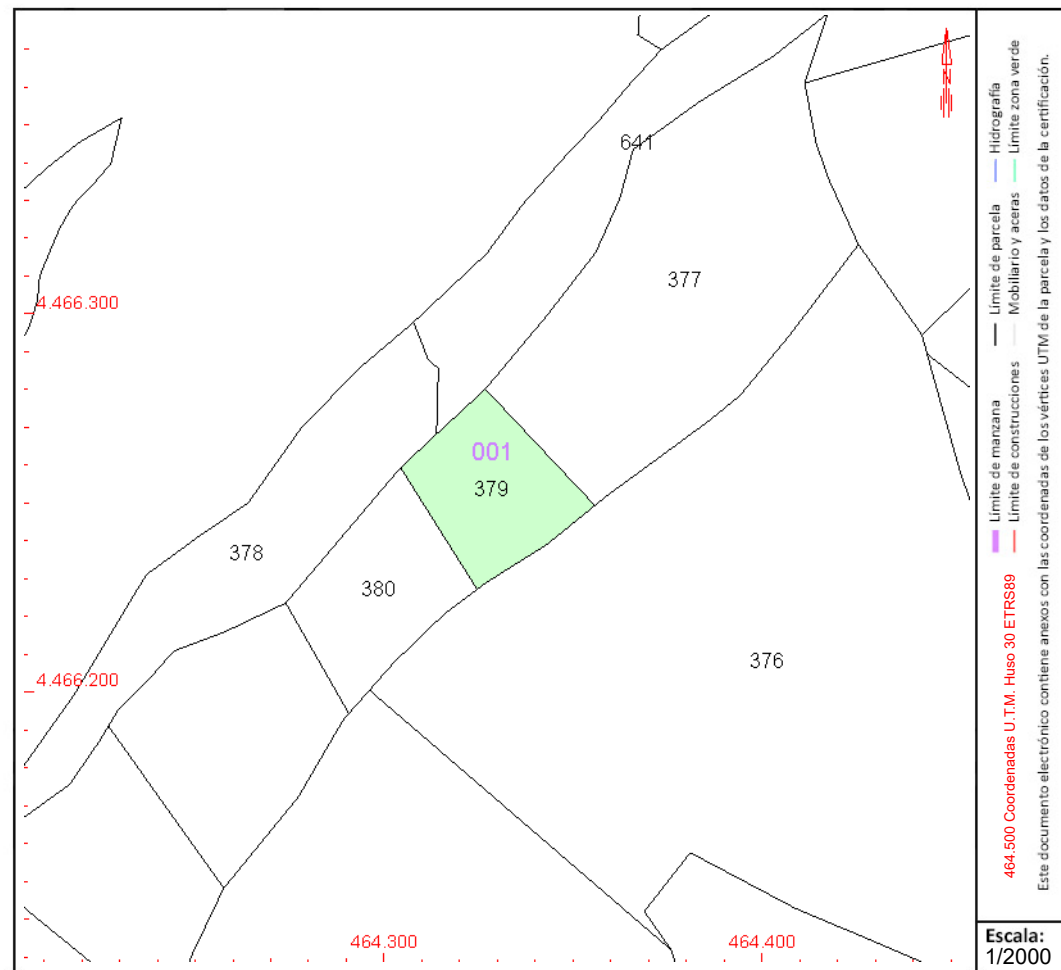 641
377
4.466.300
001
379
378
380
376
4.466.200
464.300
464.400
N
Límite de manzana
Límite de parcela
Hidrografía
Límite de construcciones
Mobiliario y aceras
Límite zona verde
464.500 Coordenadas U.T.M. Huso 30 ETRS89
Este documento electrónico contiene anexos con las coordenadas de los vértices UTM de la parcela y los datos de la certificación.
Escala:
1/2000